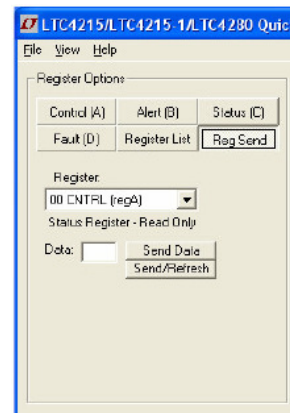 LTC4215/LTC4215-1/LTC4280 Quic
File View Help
Register Options
Control (A) Alert (B) Status (C)
Fault (D) Register List Reg Send
Register:
00 CNTRL (regA)
Status Register - Read Only
Data: Send Data
Send/Refresh